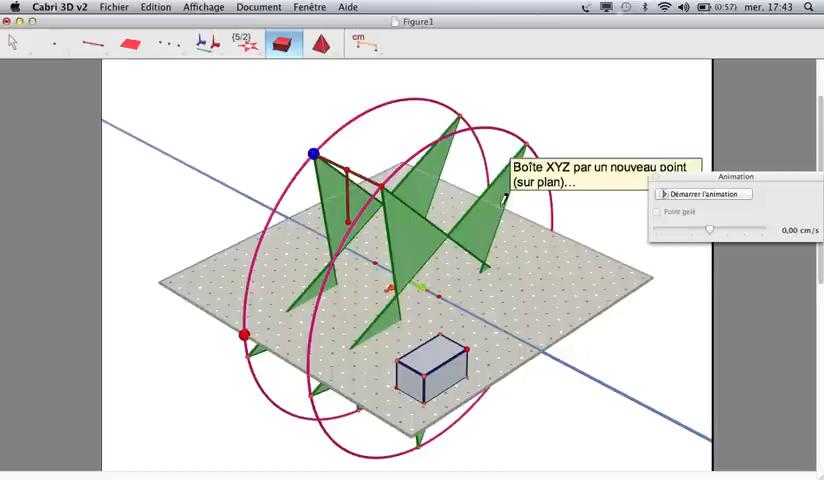 Cabri 3D v2 Fichier Edition Affichage Document Fenêtre Aide (0:57) mer. 17:43
Figure1
{5/2} cm
Boîte XYZ par un nouveau point
(sur plan)...
Animation
Démarrer l'animation
Point gelé
0,00 cm/s